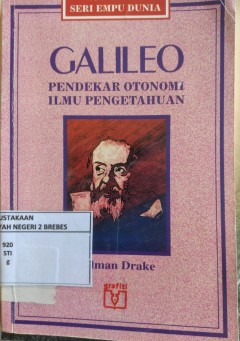 SERI EMPU DUNIA
GALILEO
PENDEKAR OTONOMi
ILMU PENGETAHUAN
USTAKAAN
YAH NEGERI 2 BREBES
920
STI
g
lman Drake
grafiti